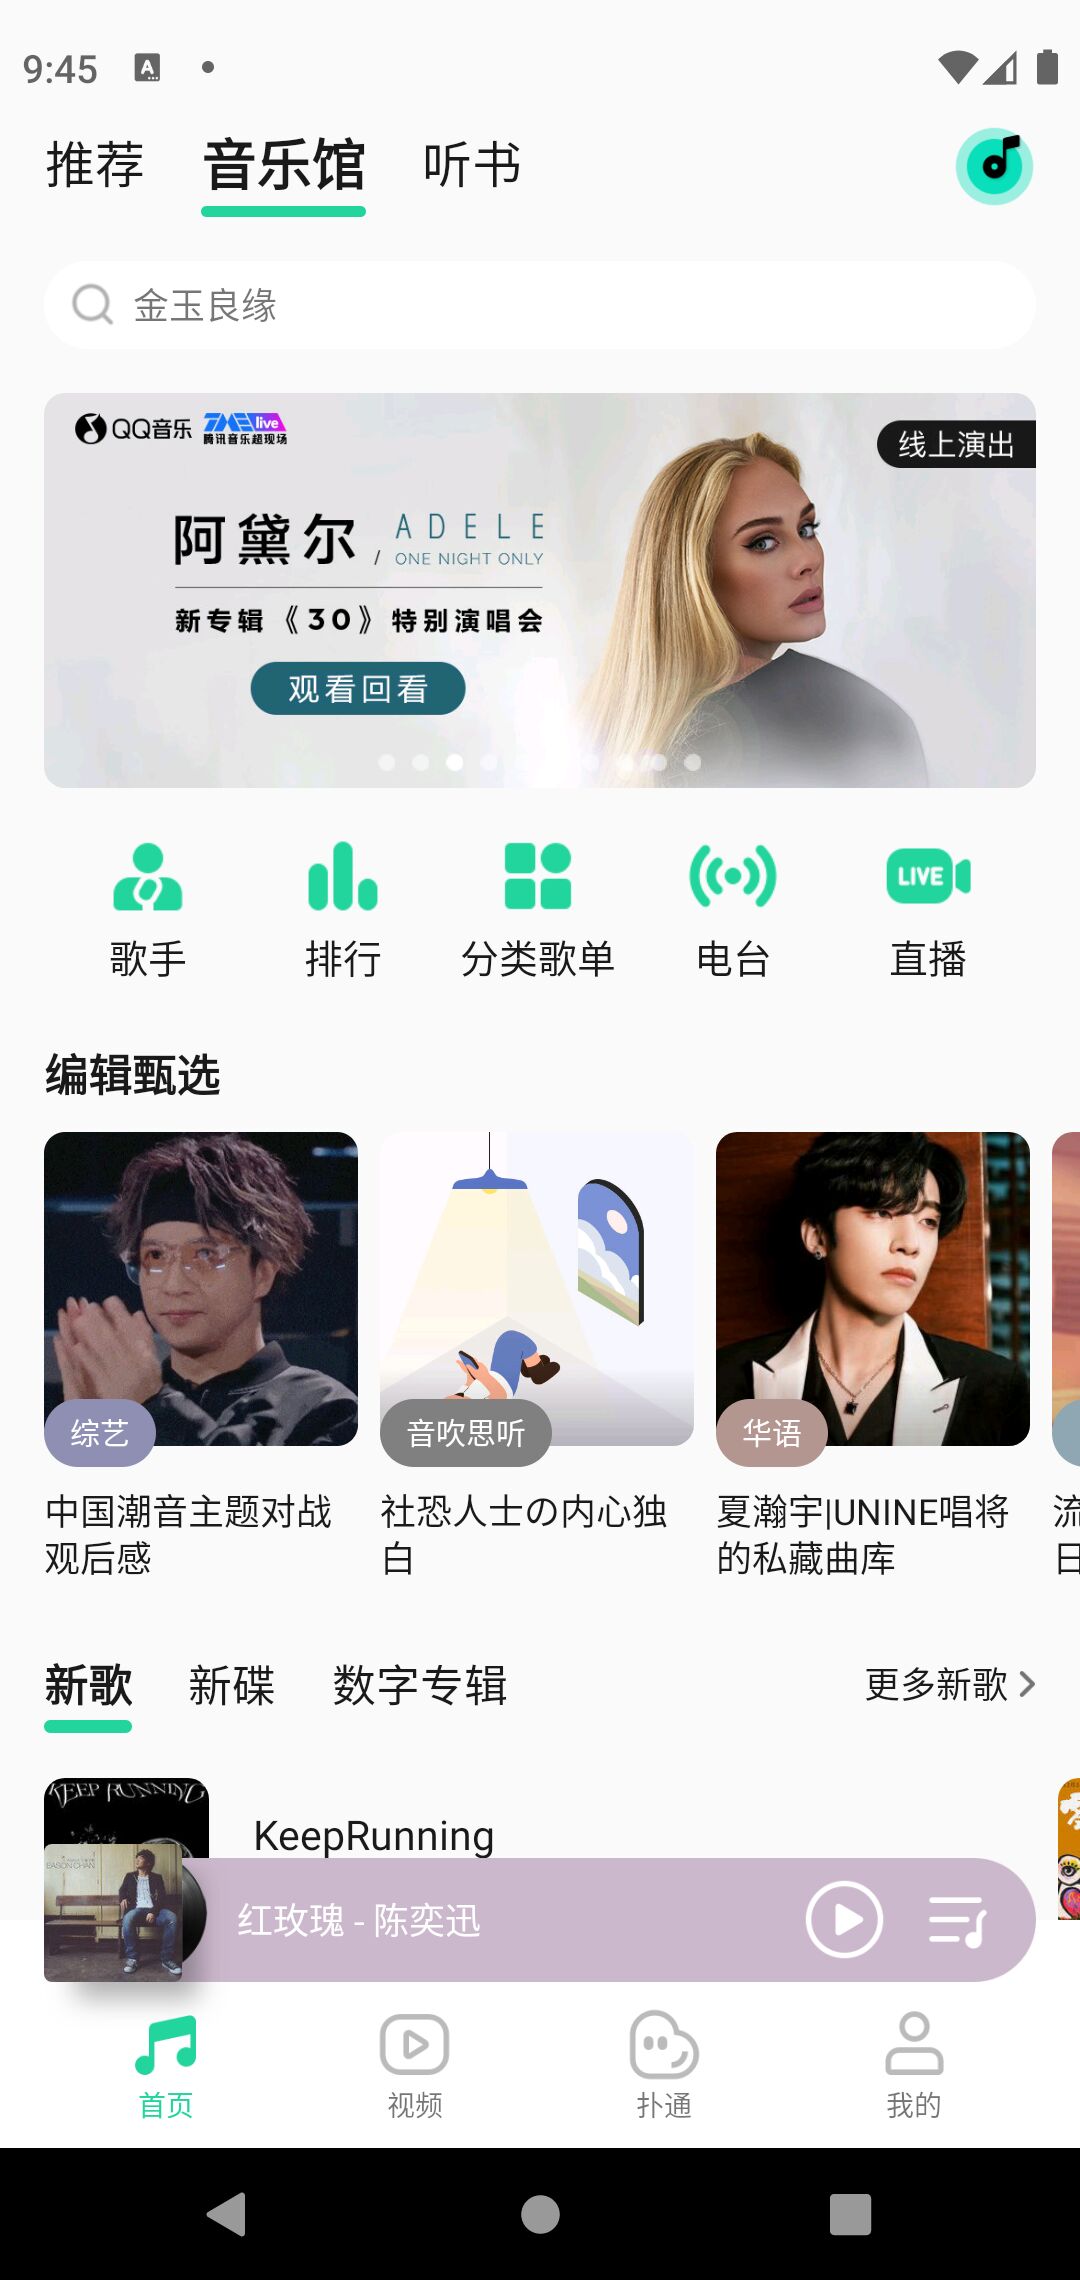 9:45
推荐
音乐馆
听书
金玉良缘
QQ音乐
live
腾讯音乐超现场
线上演出
阿黛尔 / ADELE
ONE NIGHT ONLY
新专辑《30》特别演唱会
观看回看
LIVE
歌手
排行
分类歌单
电台
直播
编辑甄选
综艺
音吹思听
华语
中国潮音主题对战
观后感
社恐人士の内心独
白
夏瀚宇|UNINE唱将
的私藏曲库
流
日
新歌
新碟
数字专辑
更多新歌
KEEP RUNNING
KeepRunning
EASON CHAN
红玫瑰 - 陈奕迅
首页
视频
扑通
我的